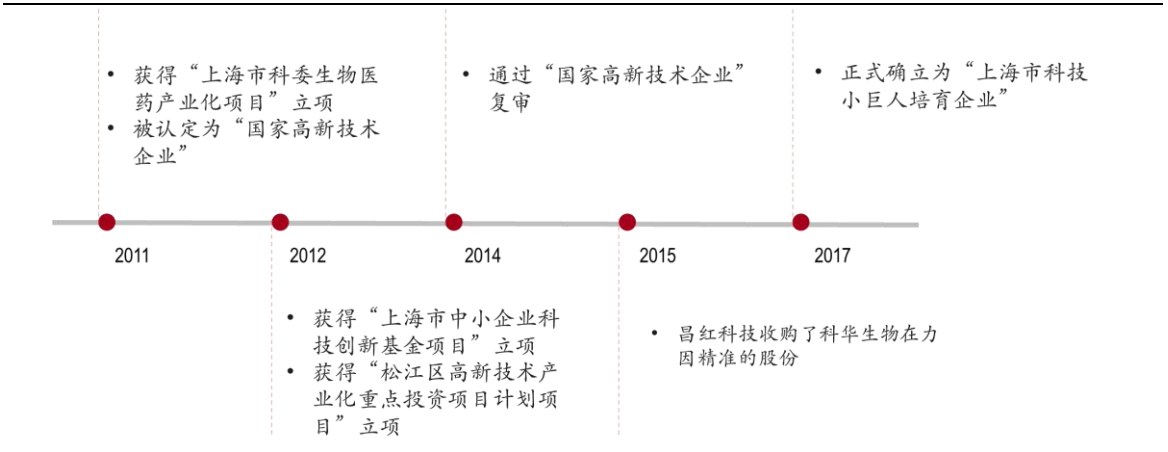 • 获得“上海市科委生物医
药产业化项目”立项
• 被认定为“国家高新技术
企业”
• 通过“国家高新技术企业”
复审
• 正式确立为“上海市科技
小巨人培育企业”
2011
2012
2014
2015
2017
• 获得“上海市中小企业科
技创新基金项目”立项
• 获得“松江区高新技术产
业化重点投资项目计划项
目”立项
• 昌红科技收购了科华生物在力
因精准的股份